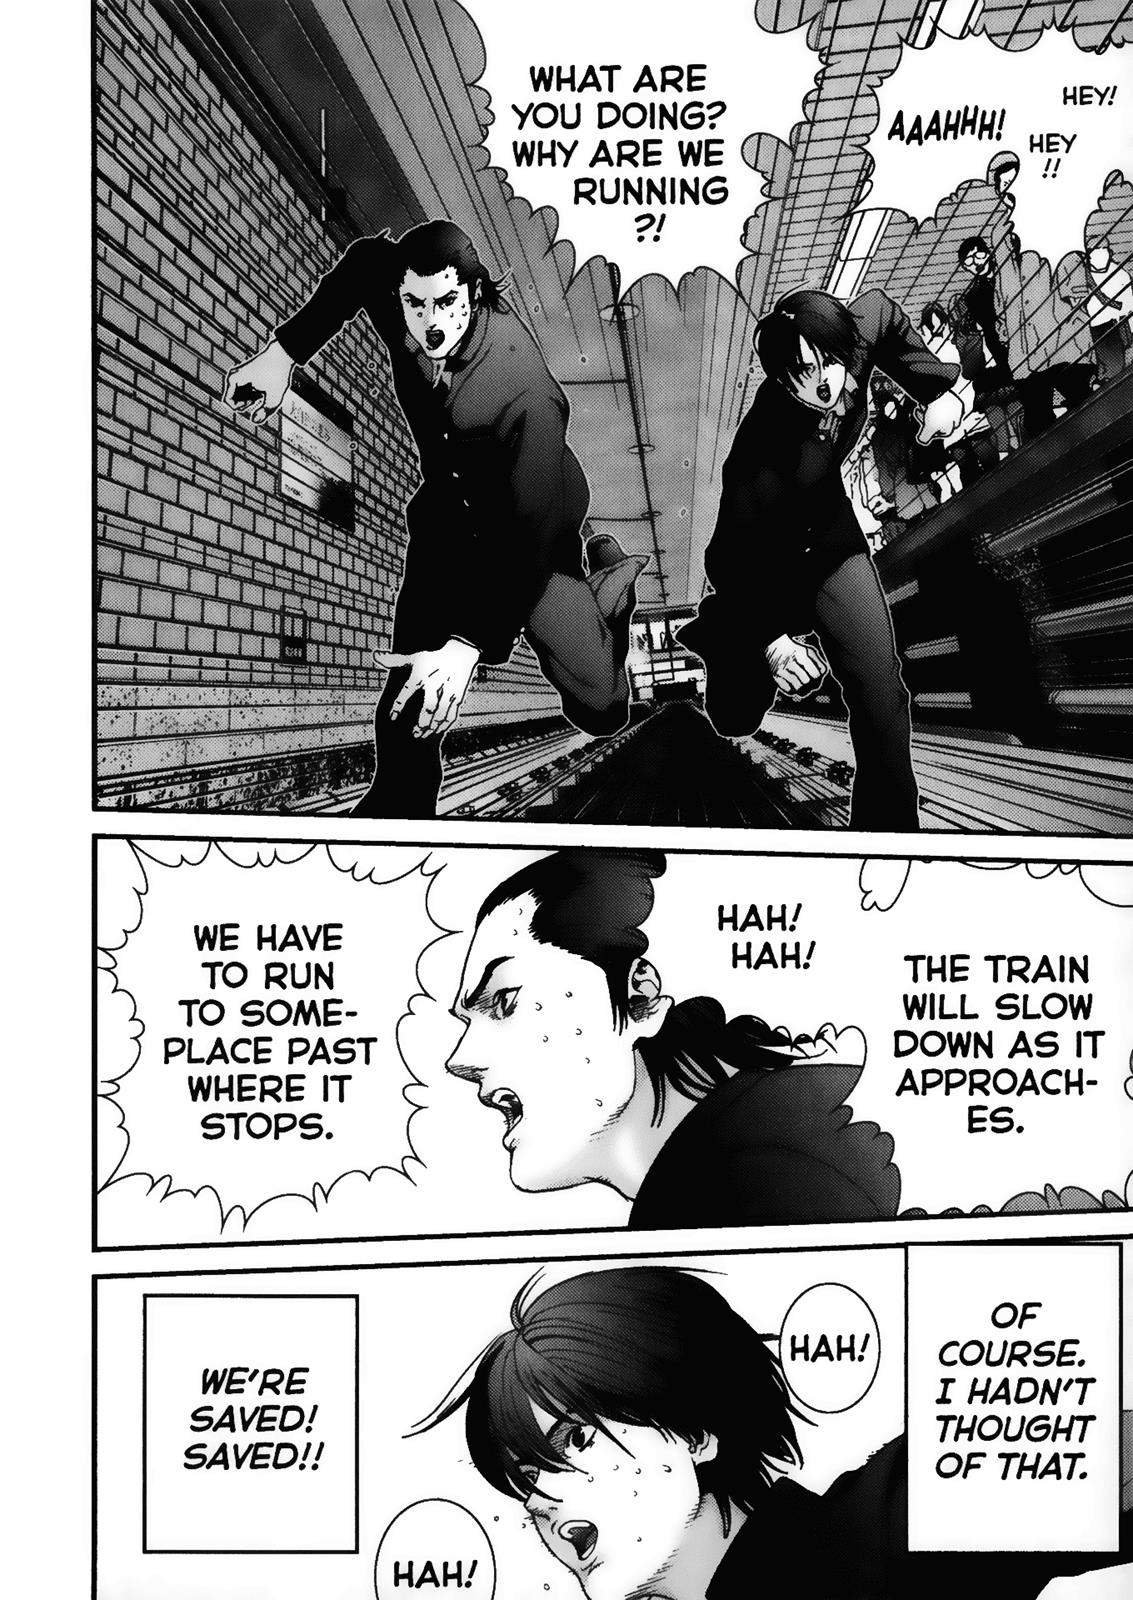 HEY!
HEY
!!
AAAHHH!
WHAT ARE
YOU DOING?
WHY ARE WE
RUNNING
?!
THE TRAIN
WILL SLOW
DOWN AS IT
APPROACH-
ES.
HAH!
HAH!
WE HAVE
TO RUN
TO SOME-
PLACE PAST
WHERE IT
STOPS.
OF
COURSE.
I HADN'T
THOUGHT
OF THAT.
HAH!
HAH!
WE'RE
SAVED!
SAVED!!